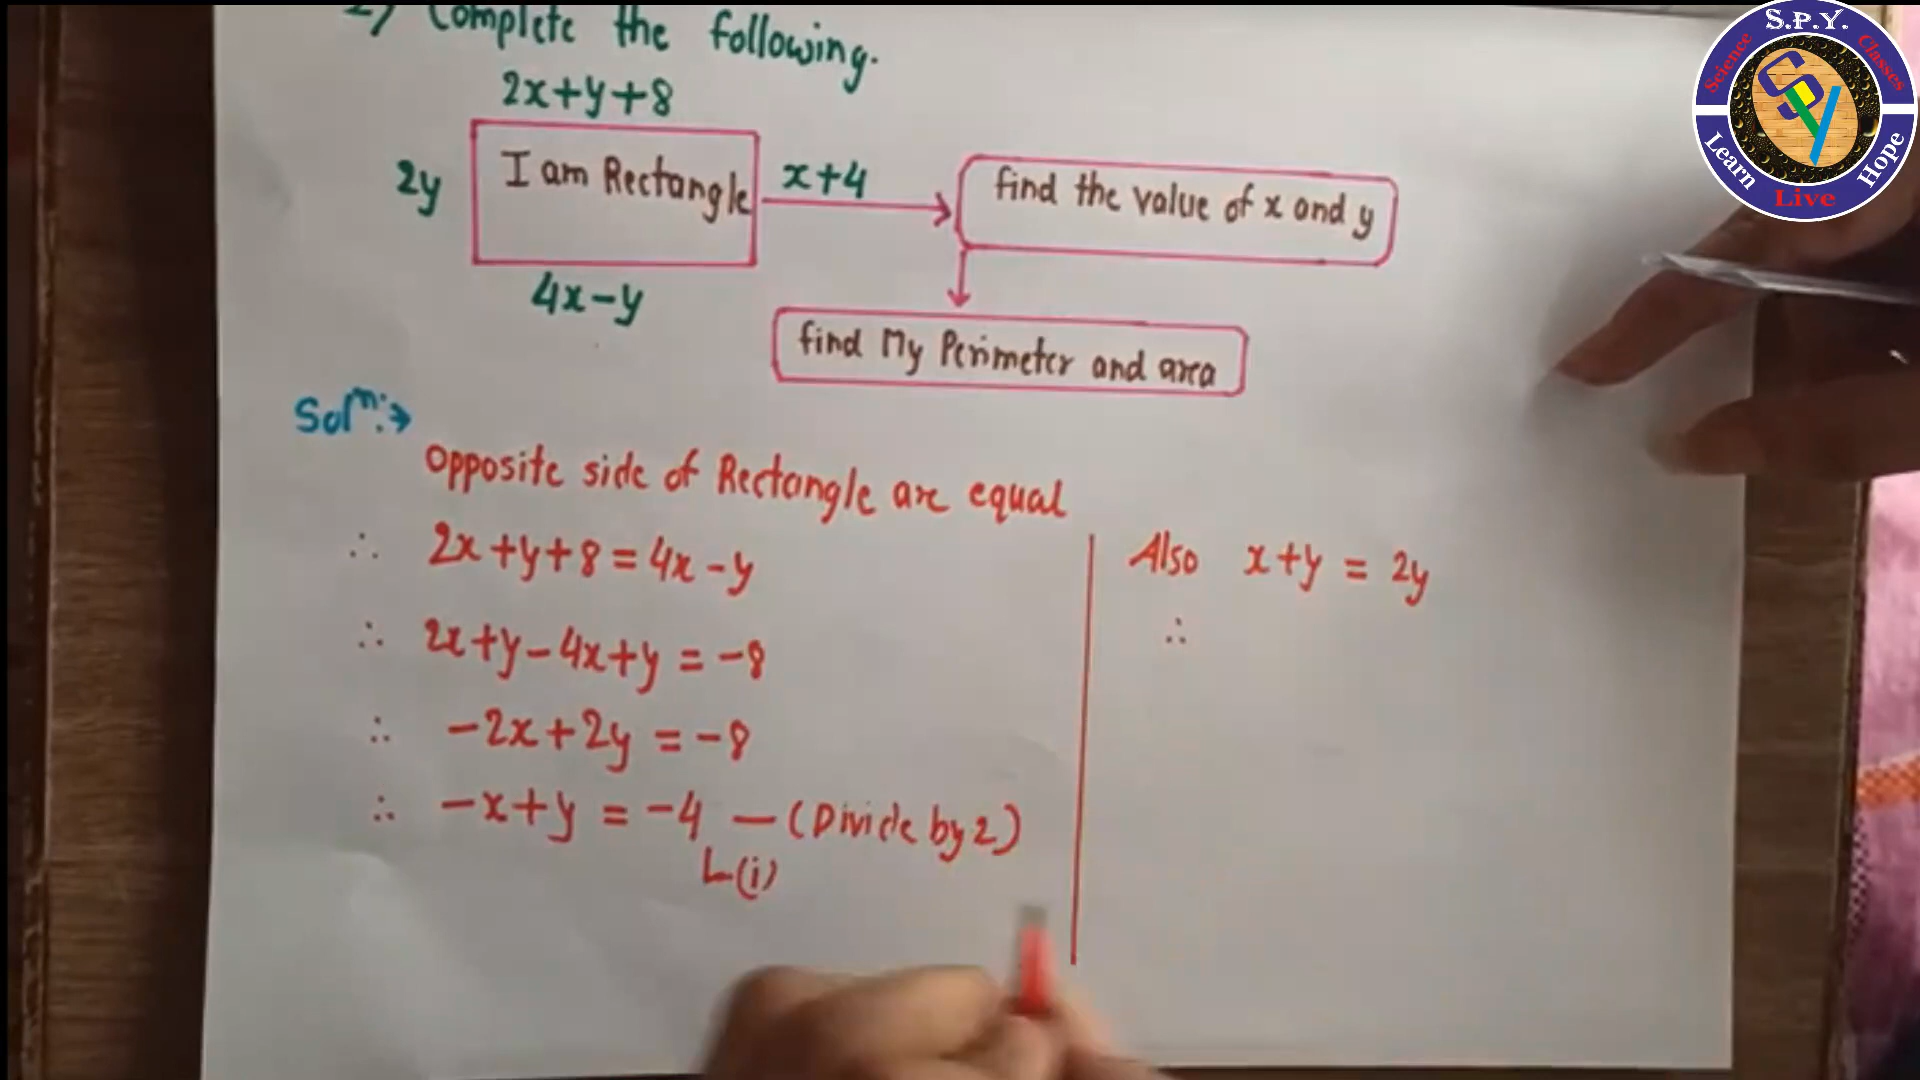 2) Complete the following.
2x+y+8
2y
I am Rectangle
x+4
find the value of x and y
4x-y
find My Perimeter and area
Solⁿ:→
opposite side of Rectangle are equal
∴ 2x+y+8=4x-y
∴ 2x+y-4x+y=-8
∴ -2x+2y=-8
∴ -x+y=-4 -(Divide by 2)
(i)
Also x+y = 2y
∴
S.P.Y.
Science
Classes
SPY
Learn
Live
Hope